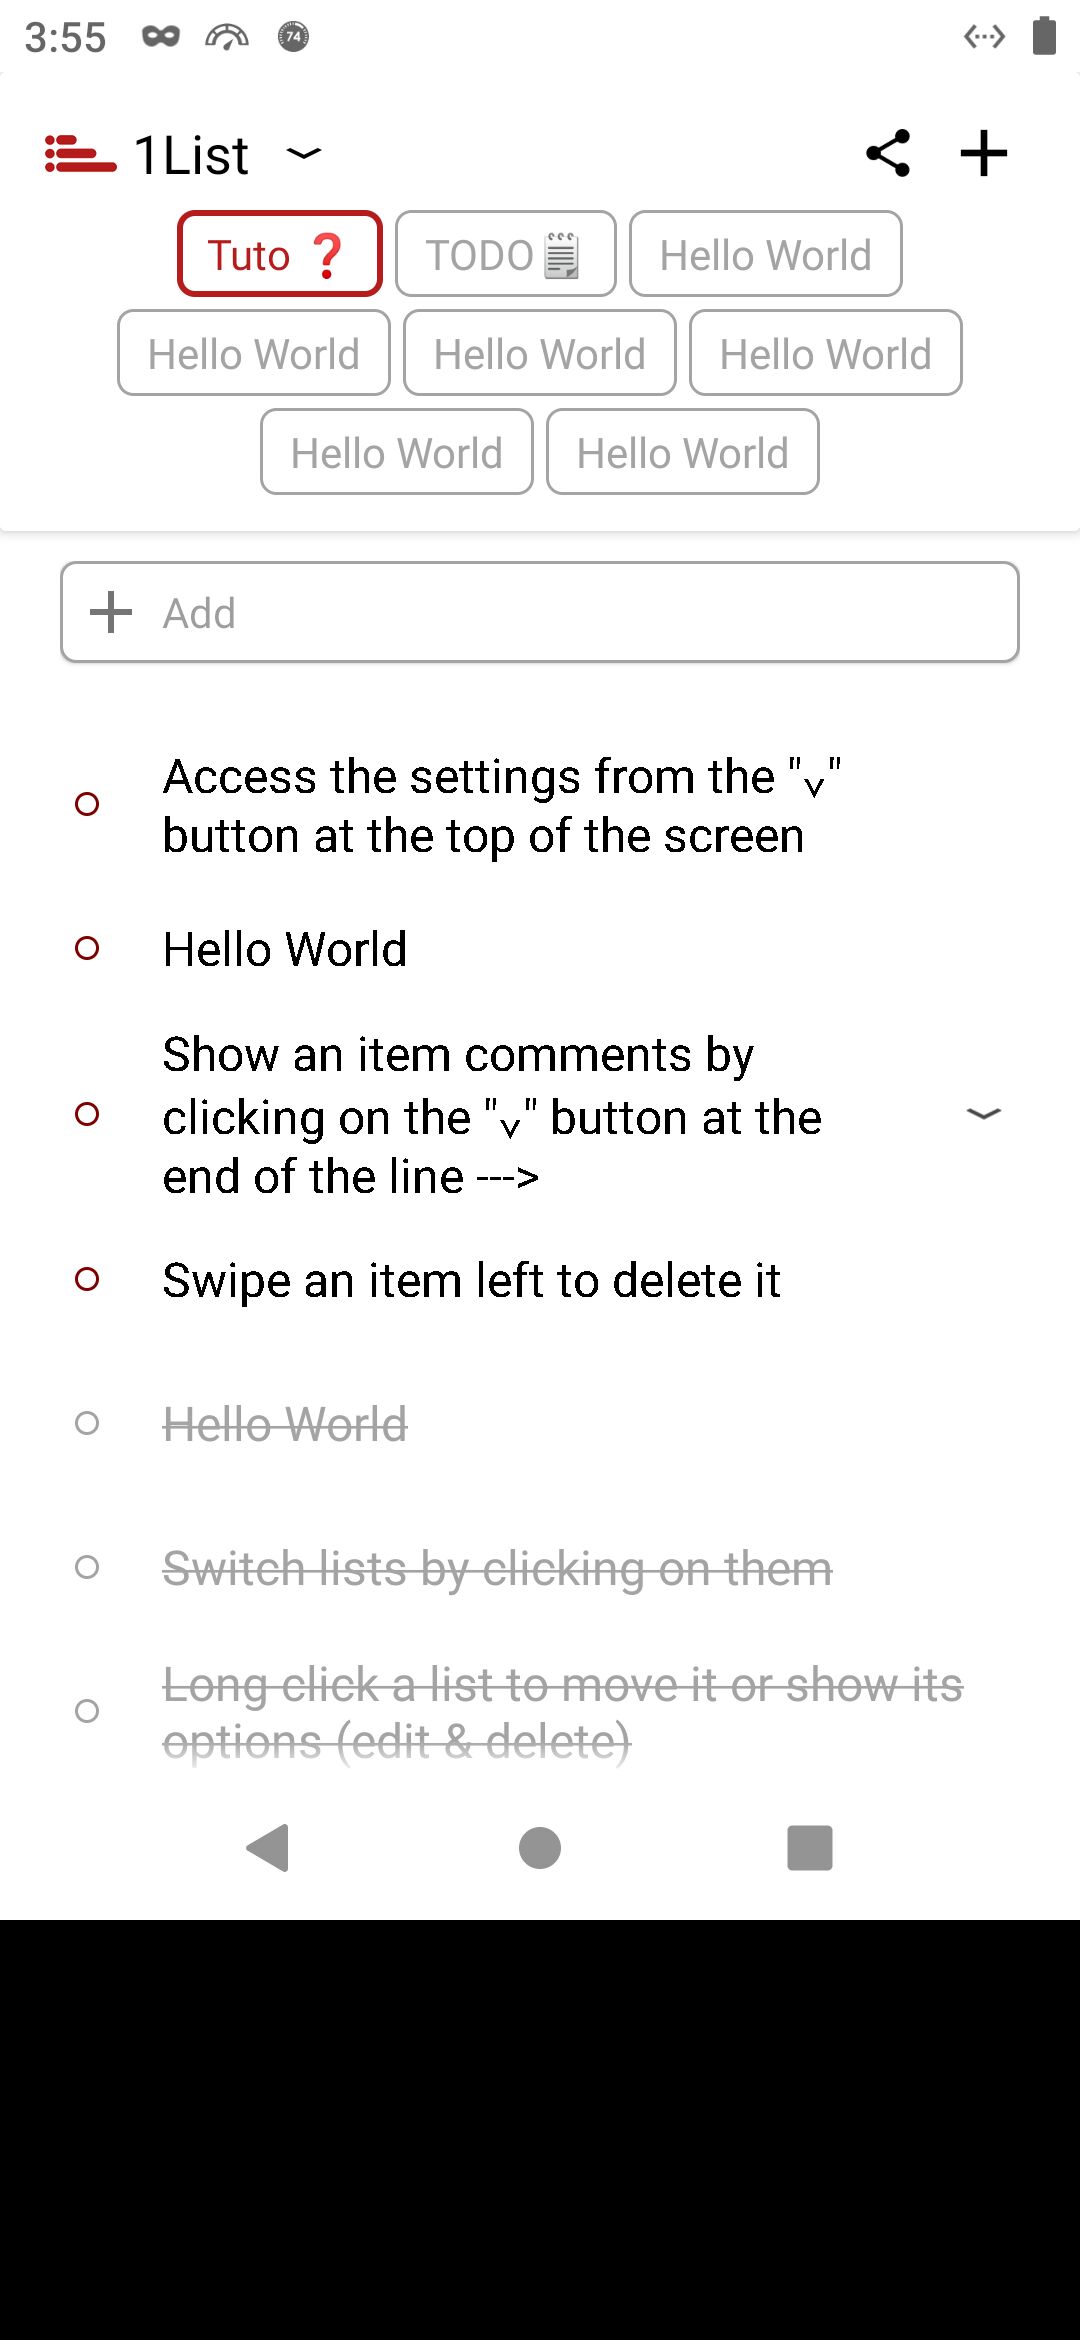 3:55
74
1List
Tuto ❓
TODO
Hello World
Hello World
Hello World
Hello World
Hello World
Hello World
Add
Access the settings from the "˅"
button at the top of the screen
Hello World
Show an item comments by
clicking on the "˅" button at the
end of the line --->
Swipe an item left to delete it
Hello World
Switch lists by clicking on them
Long click a list to move it or show its
options (edit & delete)